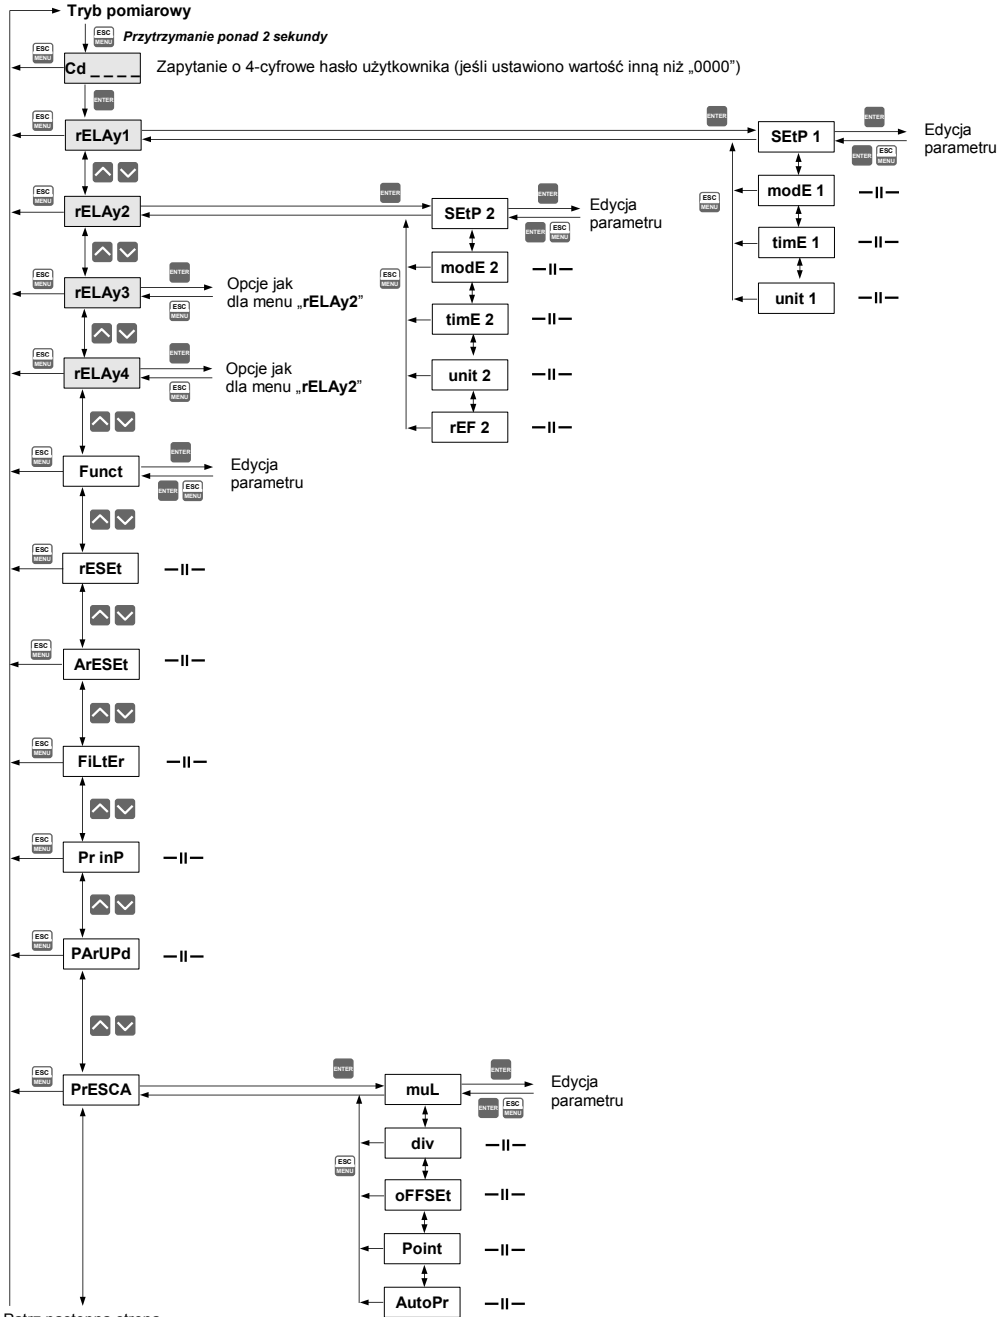 Tryb pomiarowy
ESC
MENU
Przytrzymanie ponad 2 sekundy
ESC
MENU
Cd _ _ _ _
Zapytanie o 4-cyfrowe hasło użytkownika (jeśli ustawiono wartość inną niż „0000”)
ENTER
ESC
MENU
rELAy1
ENTER
SEtP 1
ENTER
ENTER
ESC
MENU
Edycja
parametru
ESC
MENU
modE 1
—II—
timE 1
—II—
unit 1
—II—
ESC
MENU
rELAy2
ENTER
SEtP 2
ENTER
ENTER
ESC
MENU
Edycja
parametru
ESC
MENU
modE 2
—II—
timE 2
—II—
unit 2
—II—
rEF 2
—II—
ESC
MENU
rELAy3
ENTER
ESC
MENU
Opcje jak
dla menu „rELAy2”
ESC
MENU
rELAy4
ENTER
ESC
MENU
Opcje jak
dla menu „rELAy2”
ESC
MENU
Funct
ENTER
ENTER
ESC
MENU
Edycja
parametru
ESC
MENU
rESEt
—II—
ESC
MENU
ArESEt
—II—
ESC
MENU
FiLtEr
—II—
ESC
MENU
Pr inP
—II—
ESC
MENU
PArUPd
—II—
ESC
MENU
PrESCA
ENTER
muL
ENTER
ENTER
ESC
MENU
Edycja
parametru
ESC
MENU
div
—II—
oFFSEt
—II—
Point
—II—
AutoPr
—II—